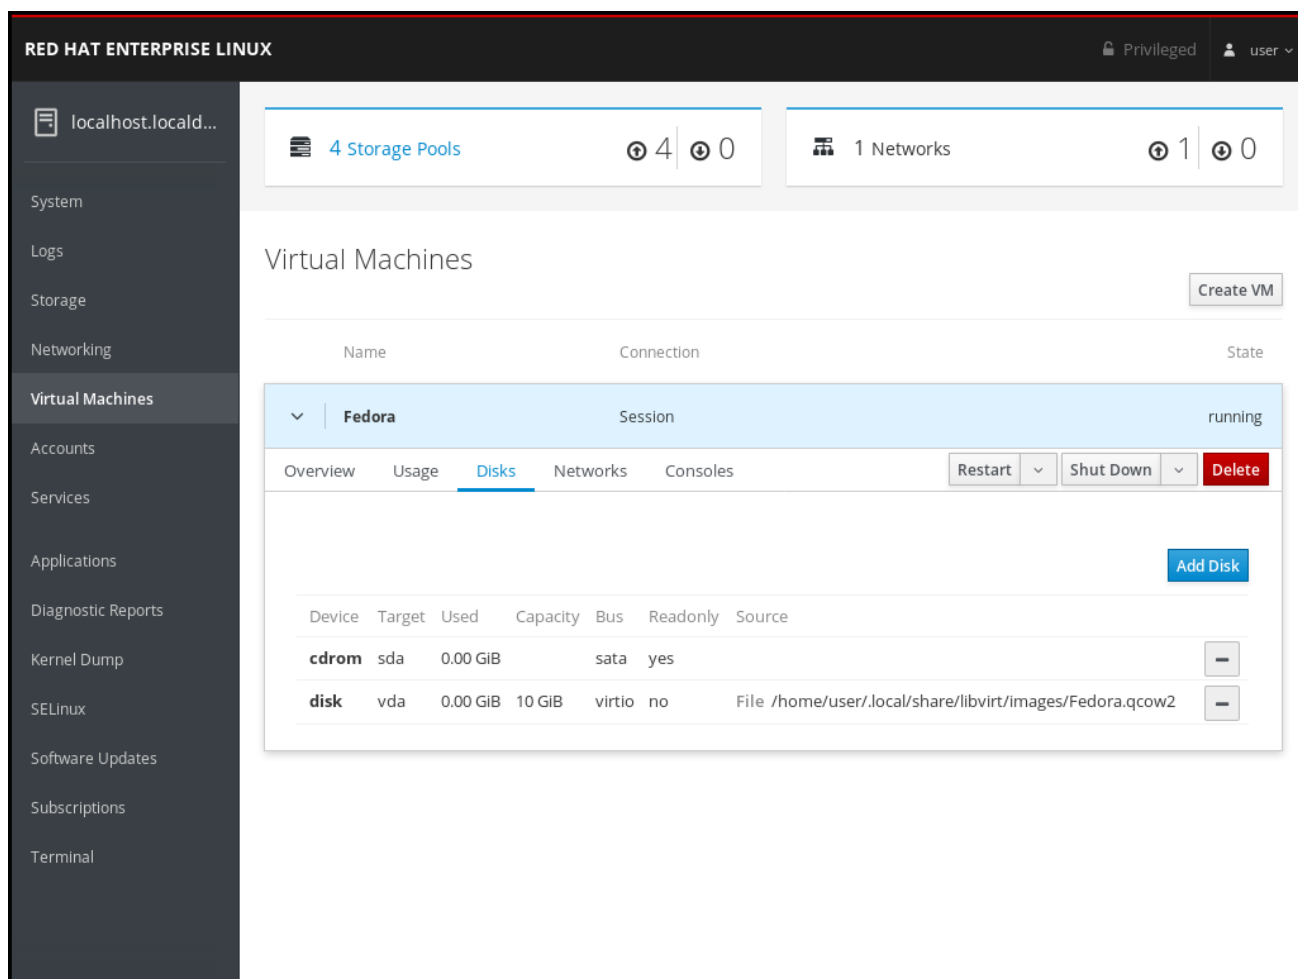 RED HAT ENTERPRISE LINUX
Privileged
user
localhost.locald...
4 Storage Pools
4
0
1 Networks
1
0
System
Logs
Storage
Networking
Virtual Machines
Accounts
Services
Applications
Diagnostic Reports
Kernel Dump
SELinux
Software Updates
Subscriptions
Terminal
Virtual Machines
Create VM
Name Connection State
Fedora Session running
Overview Usage Disks Networks Consoles Restart Shut Down Delete
Add Disk
Device Target Used Capacity Bus Readonly Source
cdrom sda 0.00 GiB sata yes
disk vda 0.00 GiB 10 GiB virtio no File /home/user/.local/share/libvirt/images/Fedora.qcow2